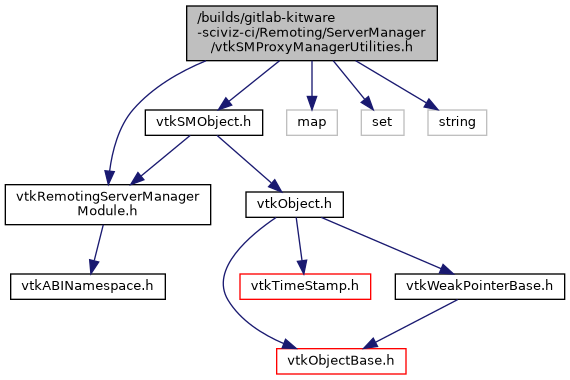 /builds/gitlab-kitware
-sciviz-ci/Remoting/ServerManager
/vtkSMProxyManagerUtilities.h
vtkSMObject.h
map
set
string
vtkRemotingServerManager
Module.h
vtkObject.h
vtkABINamespace.h
vtkTimeStamp.h
vtkWeakPointerBase.h
vtkObjectBase.h